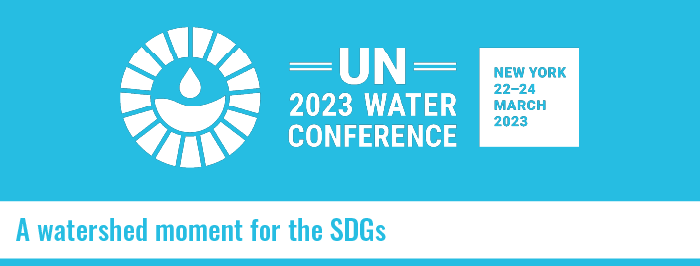 UN
2023 WATER
CONFERENCE
NEW YORK
22–24
MARCH
2023
A watershed moment for the SDGs